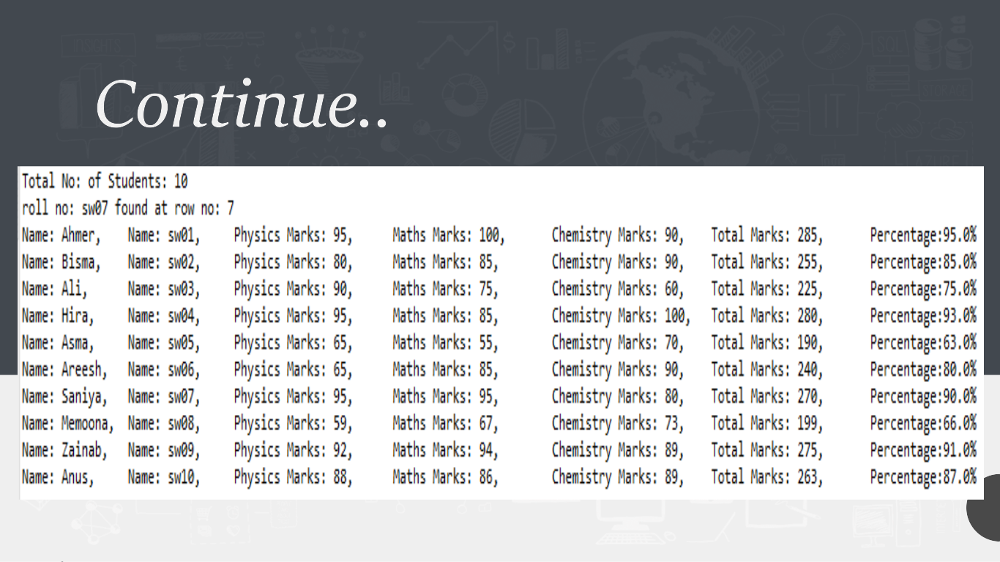 Continue..
Total No: of Students: 10
roll no: sw07 found at row no: 7
Name: Ahmer, Name: sw01, Physics Marks: 95, Maths Marks: 100, Chemistry Marks: 90, Total Marks: 285, Percentage:95.0%
Name: Bisma, Name: sw02, Physics Marks: 80, Maths Marks: 85, Chemistry Marks: 90, Total Marks: 255, Percentage:85.0%
Name: Ali, Name: sw03, Physics Marks: 90, Maths Marks: 75, Chemistry Marks: 60, Total Marks: 225, Percentage:75.0%
Name: Hira, Name: sw04, Physics Marks: 95, Maths Marks: 85, Chemistry Marks: 100, Total Marks: 280, Percentage:93.0%
Name: Asma, Name: sw05, Physics Marks: 65, Maths Marks: 55, Chemistry Marks: 70, Total Marks: 190, Percentage:63.0%
Name: Areesh, Name: sw06, Physics Marks: 65, Maths Marks: 85, Chemistry Marks: 90, Total Marks: 240, Percentage:80.0%
Name: Saniya, Name: sw07, Physics Marks: 95, Maths Marks: 95, Chemistry Marks: 80, Total Marks: 270, Percentage:90.0%
Name: Memoona, Name: sw08, Physics Marks: 59, Maths Marks: 67, Chemistry Marks: 73, Total Marks: 199, Percentage:66.0%
Name: Zainab, Name: sw09, Physics Marks: 92, Maths Marks: 94, Chemistry Marks: 89, Total Marks: 275, Percentage:91.0%
Name: Anus, Name: sw10, Physics Marks: 88, Maths Marks: 86, Chemistry Marks: 89, Total Marks: 263, Percentage:87.0%
INSIGHTS
SQL
IT